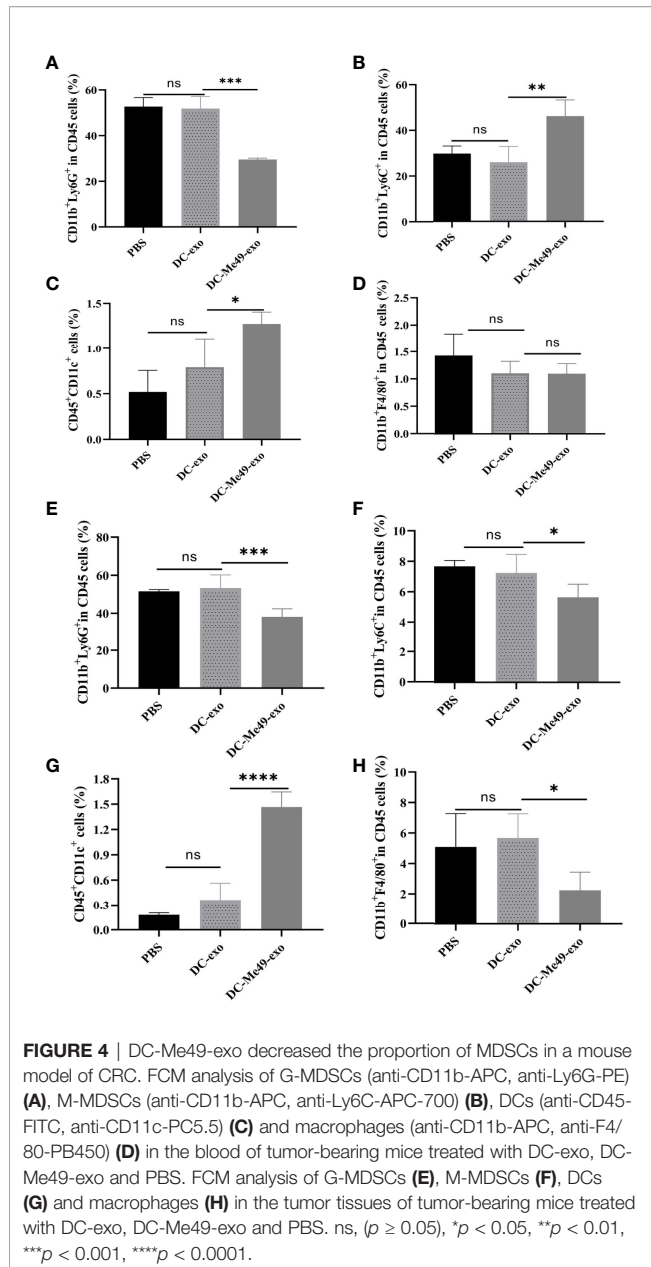 A
CD11b+Ly6G+ in CD45 cells (%)
60
40
20
0
ns
***
PBS
DC-exo
DC-Me49-exo
B
CD11b+Ly6C+ in CD45 cells (%)
60
40
20
0
ns
**
PBS
DC-exo
DC-Me49-exo
C
CD45+CD11c+ cells (%)
1.5
1.0
0.5
0.0
ns
*
PBS
DC-exo
DC-Me49-exo
D
CD11b+F4/80+ in CD45 cells (%)
2.5
2.0
1.5
1.0
0.5
0.0
ns
ns
PBS
DC-exo
DC-Me49-exo
E
CD11b+Ly6G+in CD45 cells (%)
80
60
40
20
0
ns
***
PBS
DC-exo
DC-Me49-exo
F
CD11b+Ly6C+in CD45 cells (%)
10
8
6
4
2
0
ns
*
PBS
DC-exo
DC-Me49-exo
G
CD45+CD11c+ cells (%)
1.8
1.5
1.2
0.9
0.6
0.3
0.0
ns
****
PBS
DC-exo
DC-Me49-exo
H
CD11b+F4/80+in CD45 cells (%)
10
8
6
4
2
0
ns
*
PBS
DC-exo
DC-Me49-exo
FIGURE 4 | DC-Me49-exo decreased the proportion of MDSCs in a mouse
model of CRC. FCM analysis of G-MDSCs (anti-CD11b-APC, anti-Ly6G-PE)
(A), M-MDSCs (anti-CD11b-APC, anti-Ly6C-APC-700) (B), DCs (anti-CD45-
FITC, anti-CD11c-PC5.5) (C) and macrophages (anti-CD11b-APC, anti-F4/
80-PB450) (D) in the blood of tumor-bearing mice treated with DC-exo, DC-
Me49-exo and PBS. FCM analysis of G-MDSCs (E), M-MDSCs (F), DCs
(G) and macrophages (H) in the tumor tissues of tumor-bearing mice treated
with DC-exo, DC-Me49-exo and PBS. ns, (p ≥ 0.05), *p < 0.05, **p < 0.01,
***p < 0.001, ****p < 0.0001.